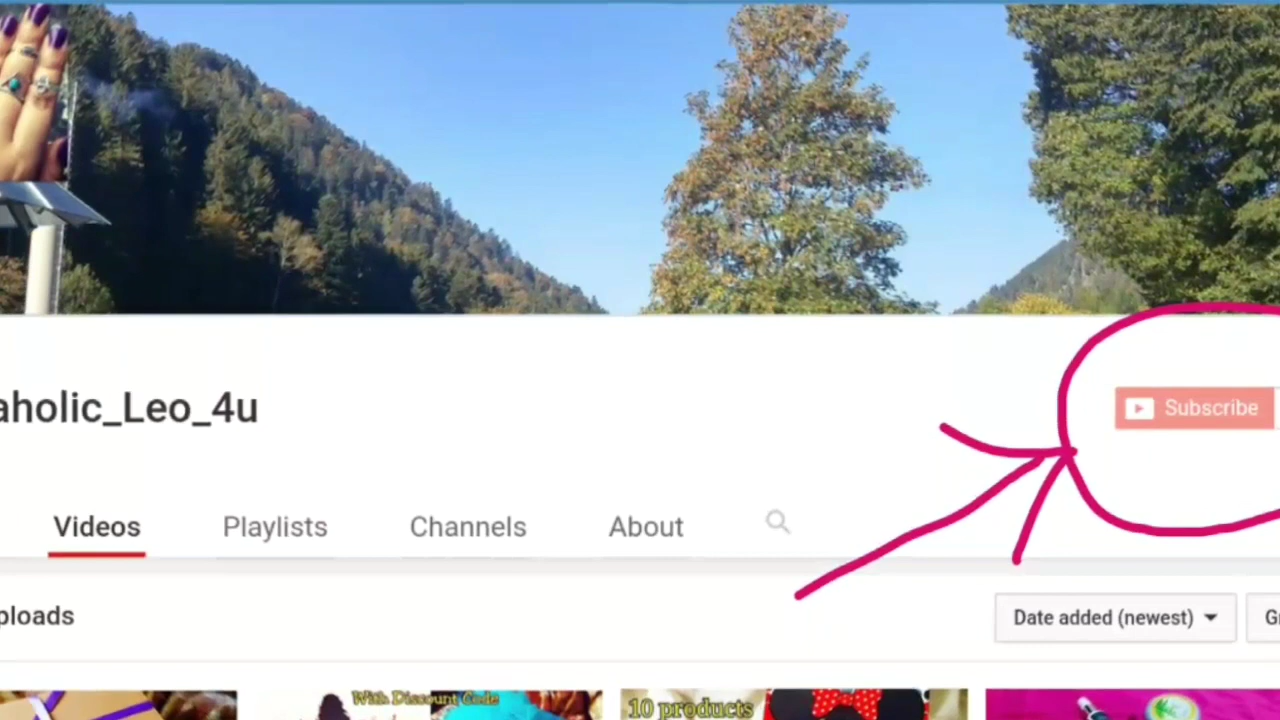 aholic_Leo_4u
Subscribe
Videos Playlists Channels About
ploads
Date added (newest)
With Discount Code
10 products